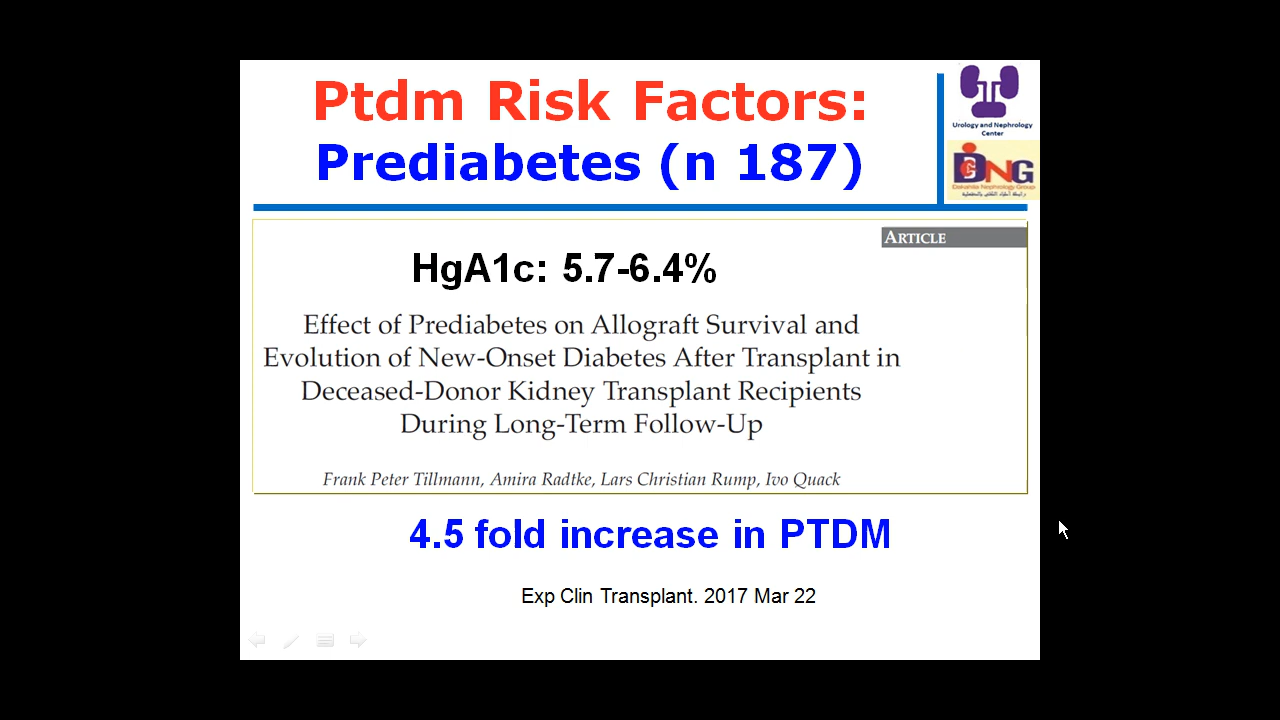 Ptdm Risk Factors:
Prediabetes (n 187)
Urology and Nephrology
Center
DNG
Dakahlia Nephrology Group
ARTICLE
HgA1c: 5.7-6.4%
Effect of Prediabetes on Allograft Survival and
Evolution of New-Onset Diabetes After Transplant in
Deceased-Donor Kidney Transplant Recipients
During Long-Term Follow-Up
Frank Peter Tillmann, Amira Radtke, Lars Christian Rump, Ivo Quack
4.5 fold increase in PTDM
Exp Clin Transplant. 2017 Mar 22